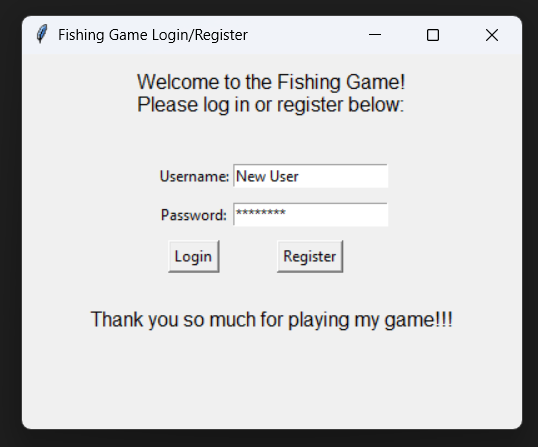 Fishing Game Login/Register
Welcome to the Fishing Game!
Please log in or register below:
Username: New User
Password: ********
Login Register
Thank you so much for playing my game!!!